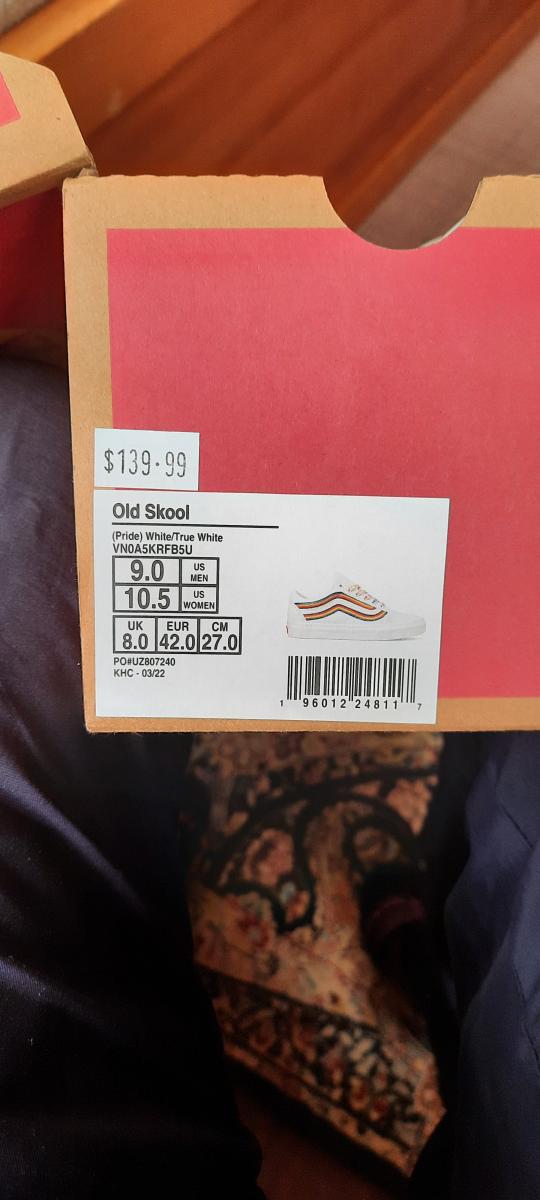 $139.99
Old Skool
(Pride) White/True White
VN0A5KRFB5U
9.0 US MEN
10.5 US WOMEN
UK EUR CM
8.0 42.0 27.0
PO#UZ807240
KHC - 03/22
1 96012 24811 7